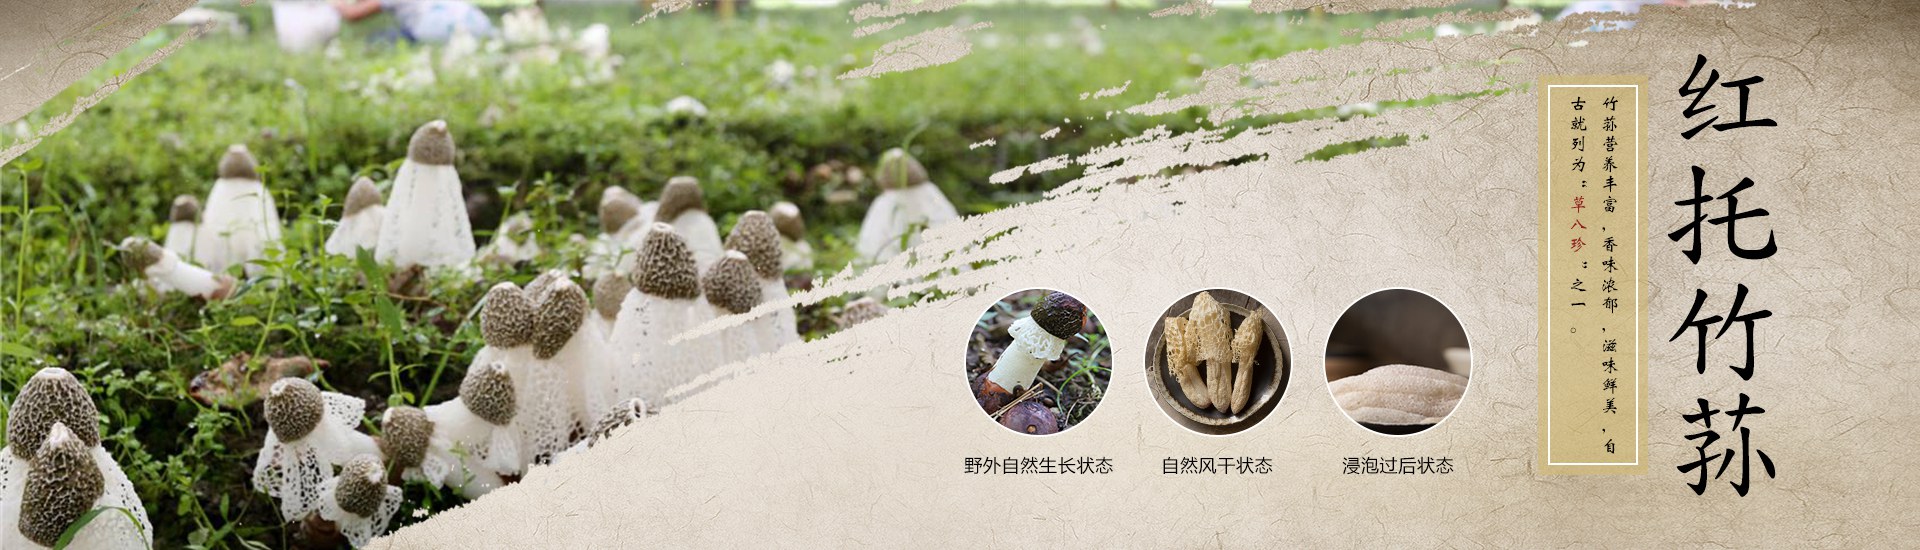 红托竹荪
竹荪营养丰富，香味浓郁，滋味鲜美，自
古就列为“草八珍”之一。
野外自然生长状态
自然风干状态
浸泡过后状态